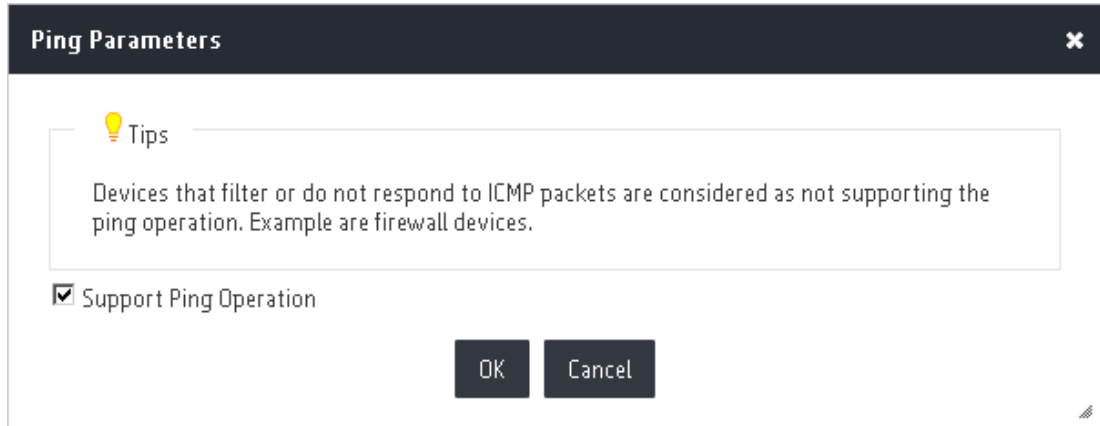 Ping Parameters
Tips
Devices that filter or do not respond to ICMP packets are considered as not supporting the
ping operation. Example are firewall devices.
Support Ping Operation
OK
Cancel